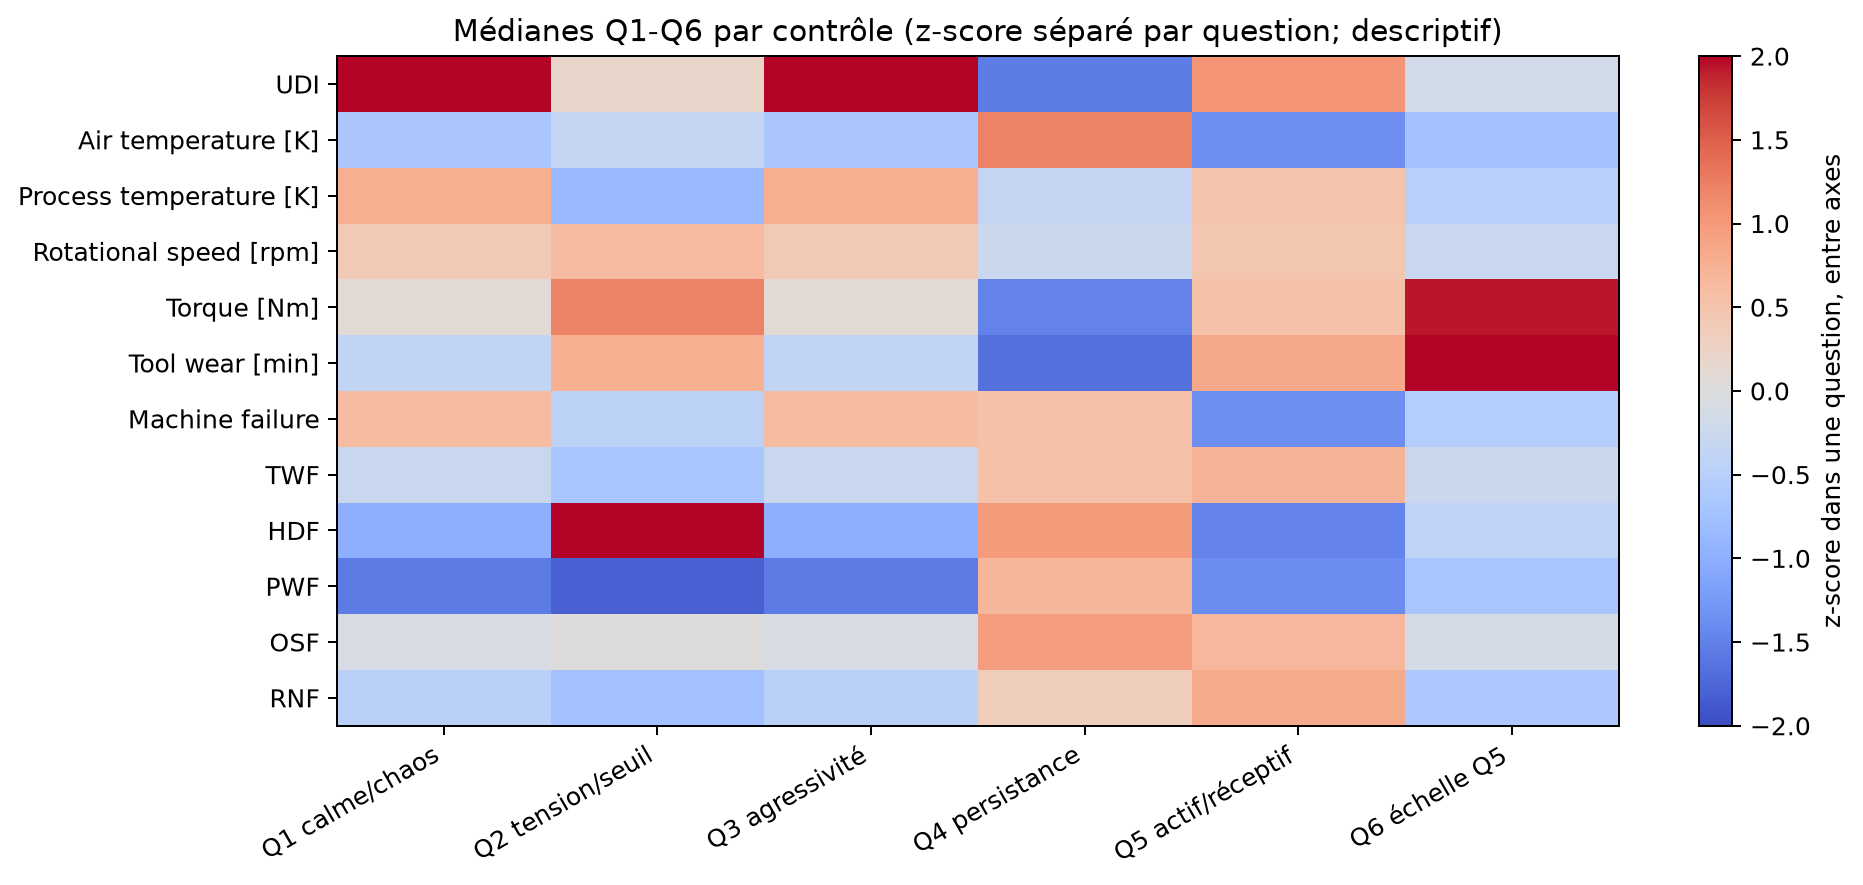 Médianes Q1-Q6 par contrôle (z-score séparé par question; descriptif)
UDI
Air temperature [K]
Process temperature [K]
Rotational speed [rpm]
Torque [Nm]
Tool wear [min]
Machine failure
TWF
HDF
PWF
OSF
RNF
Q1 calme/chaos
Q2 tension/seuil
Q3 agressivité
Q4 persistance
Q5 actif/réceptif
Q6 échelle Q5
2.0
1.5
1.0
0.5
0.0
−0.5
−1.0
−1.5
−2.0
z-score dans une question, entre axes